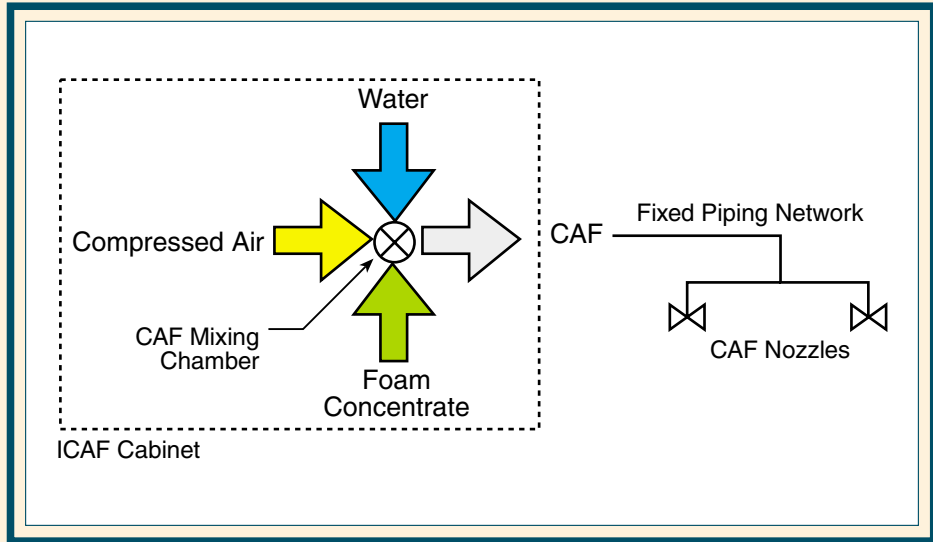 Water
Compressed Air
CAF
Fixed Piping Network
CAF Mixing
Chamber
CAF Nozzles
Foam
Concentrate
ICAF Cabinet